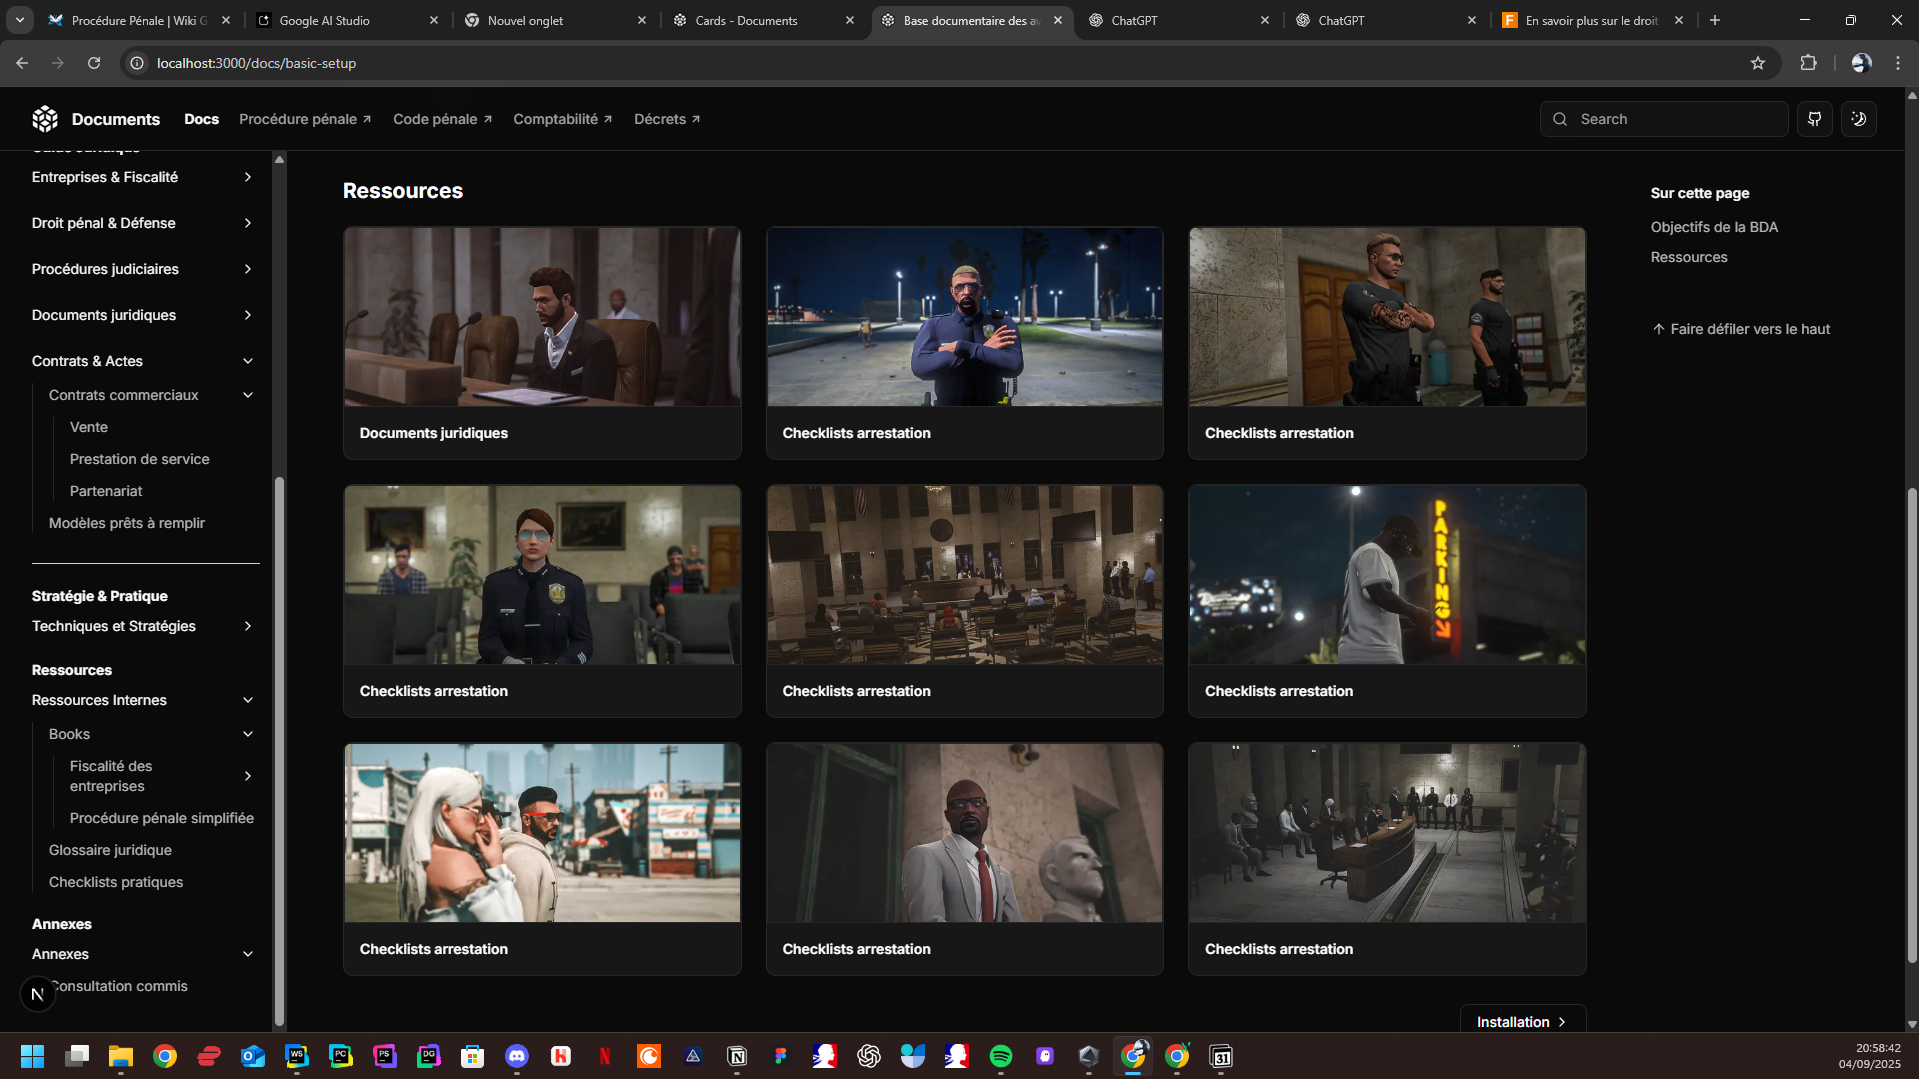 Procédure Pénale | Wiki G
Google AI Studio
Nouvel onglet
Cards - Documents
Base documentaire des av
ChatGPT
ChatGPT
En savoir plus sur le droit
localhost:3000/docs/basic-setup
Documents
Docs
Procédure pénale
Code pénale
Comptabilité
Décrets
Search
Entreprises & Fiscalité
Droit pénal & Défense
Procédures judiciaires
Documents juridiques
Contrats & Actes
Contrats commerciaux
Vente
Prestation de service
Partenariat
Modèles prêts à remplir
Stratégie & Pratique
Techniques et Stratégies
Ressources
Ressources Internes
Books
Fiscalité des
entreprises
Procédure pénale simplifiée
Glossaire juridique
Checklists pratiques
Annexes
Annexes
Consultation commis
N
Ressources
Documents juridiques
Checklists arrestation
Checklists arrestation
PARKING
Checklists arrestation
Checklists arrestation
Checklists arrestation
Checklists arrestation
Checklists arrestation
Checklists arrestation
Installation
Sur cette page
Objectifs de la BDA
Ressources
Faire défiler vers le haut
WS
PC
PS
DG
31
20:58:42
04/09/2025